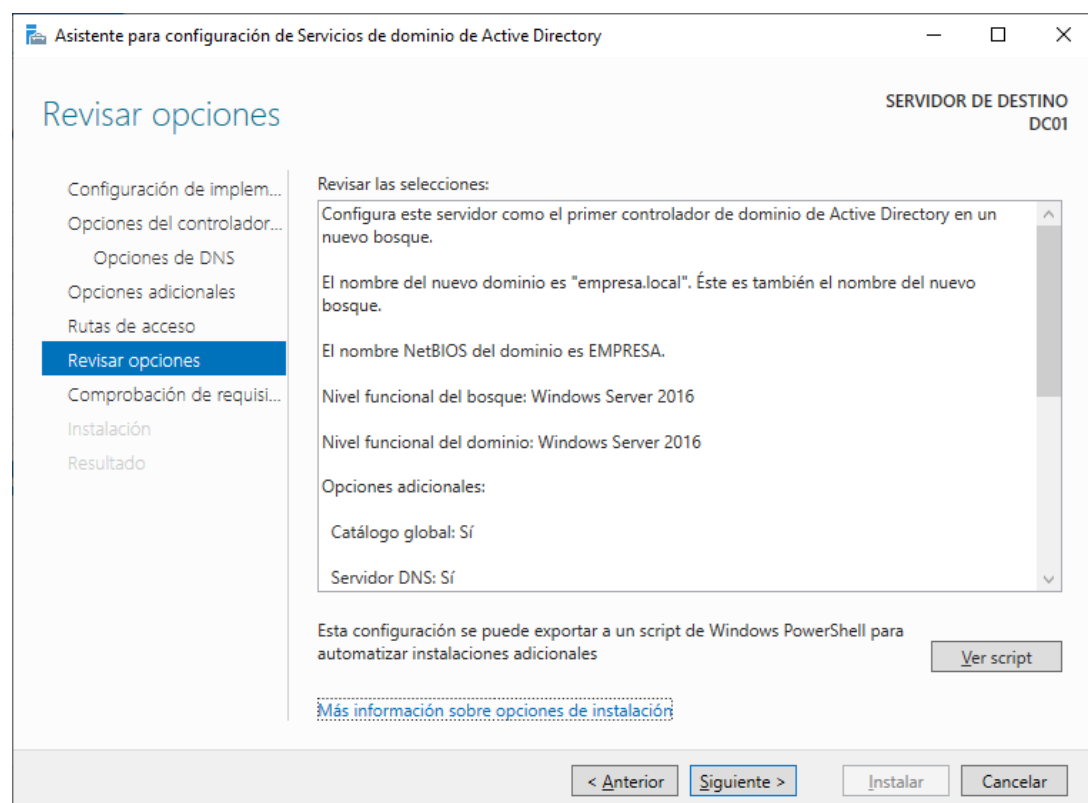 Asistente para configuración de Servicios de dominio de Active Directory
Revisar opciones
SERVIDOR DE DESTINO
DC01
Configuración de implem...
Opciones del controlador...
Opciones de DNS
Opciones adicionales
Rutas de acceso
Revisar opciones
Comprobación de requisi...
Instalación
Resultado
Revisar las selecciones:
Configura este servidor como el primer controlador de dominio de Active Directory en un
nuevo bosque.
El nombre del nuevo dominio es "empresa.local". Éste es también el nombre del nuevo
bosque.
El nombre NetBIOS del dominio es EMPRESA.
Nivel funcional del bosque: Windows Server 2016
Nivel funcional del dominio: Windows Server 2016
Opciones adicionales:
Catálogo global: Sí
Servidor DNS: Sí
Esta configuración se puede exportar a un script de Windows PowerShell para
automatizar instalaciones adicionales
Ver script
Más información sobre opciones de instalación
< Anterior
Siguiente >
Instalar
Cancelar